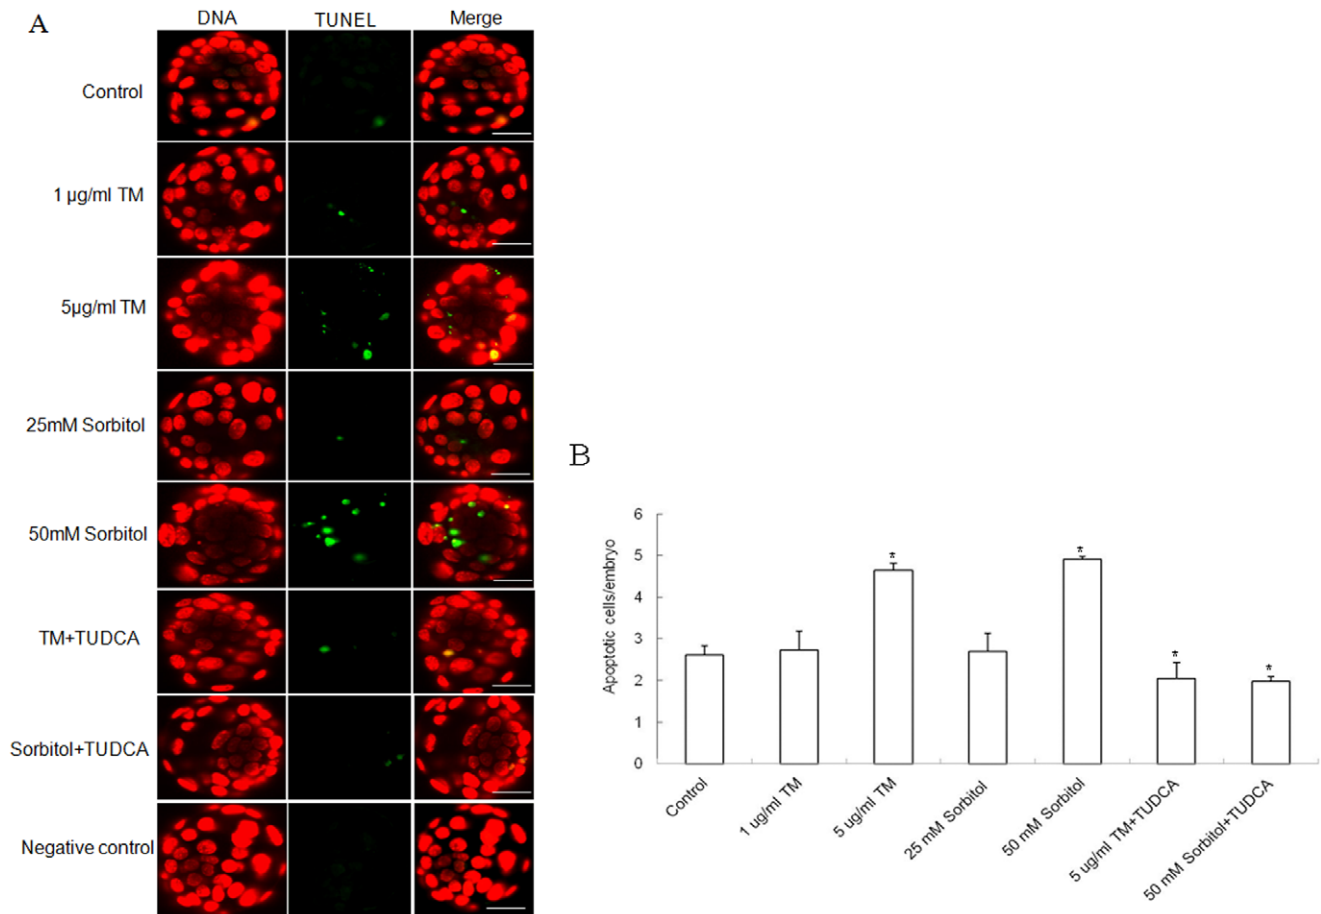 A
DNA TUNEL Merge
Control
1 µg/ml TM
5µg/ml TM
25mM Sorbitol
50mM Sorbitol
TM+TUDCA
Sorbitol+TUDCA
Negative control
B
Apoptotic cells/embryo
6
5
4
3
2
1
0
* * * *
Control
1 ug/ml TM
5 ug/ml TM
25 mM Sorbitol
50 mM Sorbitol
5 ug/ml TM+TUDCA
50 mM Sorbitol+TUDCA